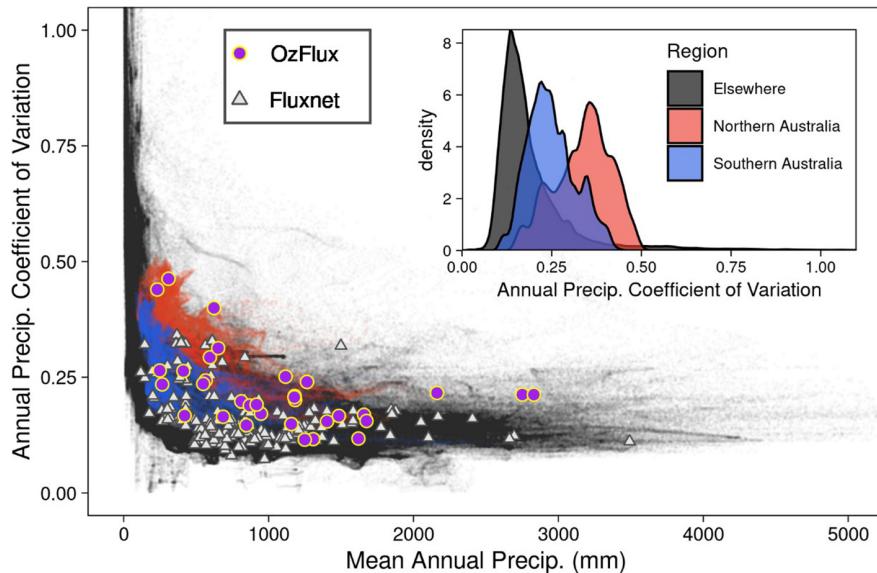 1.00
0.75
0.50
0.25
0.00
Annual Precip. Coefficient of Variation
0
1000
2000
3000
4000
5000
Mean Annual Precip. (mm)
OzFlux
Fluxnet
8
6
4
2
0
density
0.00
0.25
0.50
0.75
1.00
Annual Precip. Coefficient of Variation
Region
Elsewhere
Northern Australia
Southern Australia